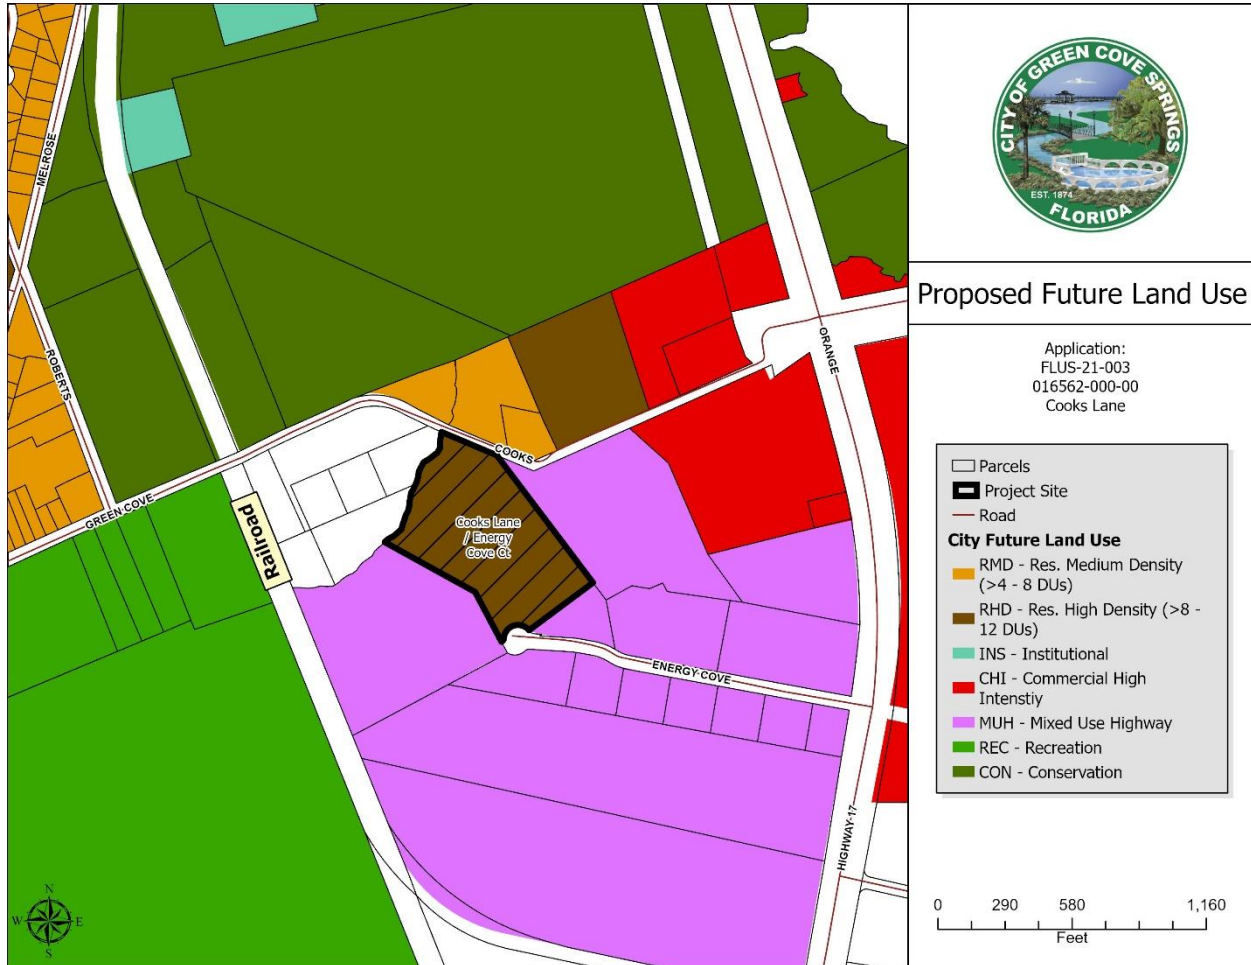 MELROSE
ROBERTS
GREEN COVE
Railroad
COOKS
Cooks Lane
/ Energy
Cove Ct
ENERGY COVE
ORANGE
HIGHWAY 17
N
W
E
S
CITY OF GREEN COVE SPRINGS
EST. 1874
FLORIDA
Proposed Future Land Use
Application:
FLUS-21-003
016562-000-00
Cooks Lane
Parcels
Project Site
Road
City Future Land Use
RMD - Res. Medium Density
(>4 - 8 DUs)
RHD - Res. High Density (>8 -
12 DUs)
INS - Institutional
CHI - Commercial High
Intenstiy
MUH - Mixed Use Highway
REC - Recreation
CON - Conservation
0 290 580 1,160
Feet